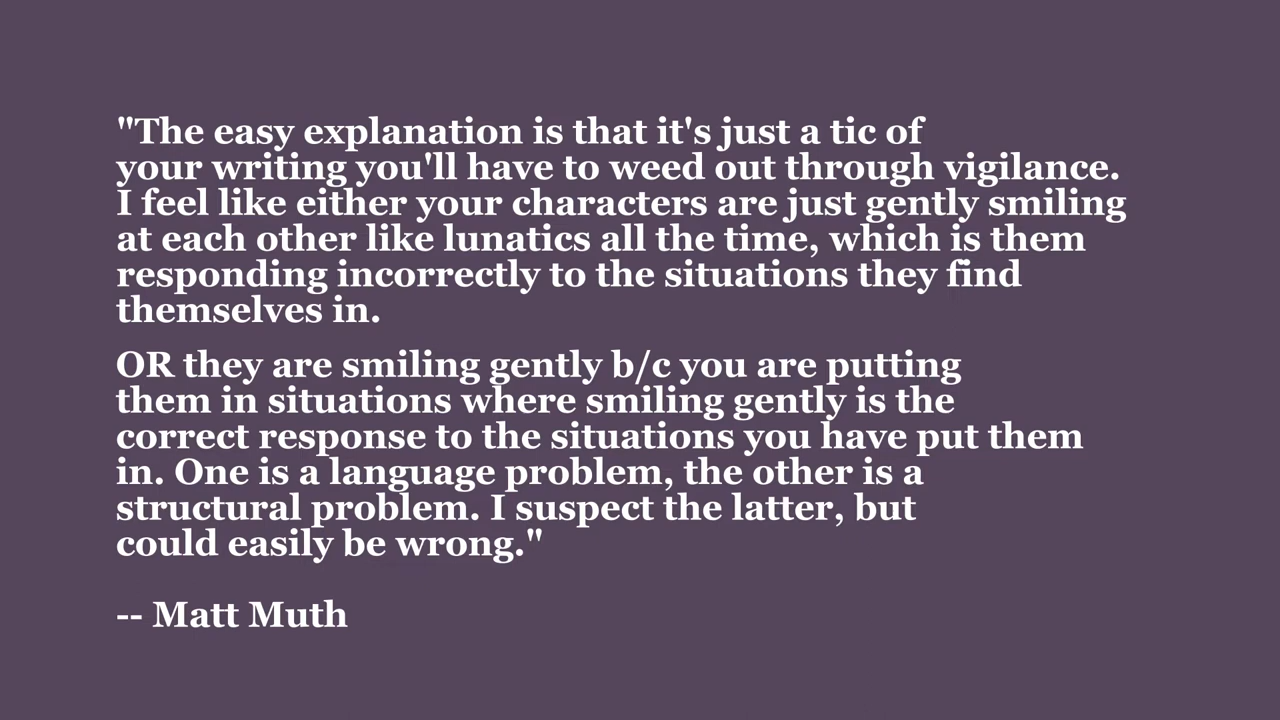 "The easy explanation is that it's just a tic of
your writing you'll have to weed out through vigilance.
I feel like either your characters are just gently smiling
at each other like lunatics all the time, which is them
responding incorrectly to the situations they find
themselves in.
OR they are smiling gently b/c you are putting
them in situations where smiling gently is the
correct response to the situations you have put them
in. One is a language problem, the other is a
structural problem. I suspect the latter, but
could easily be wrong."
-- Matt Muth